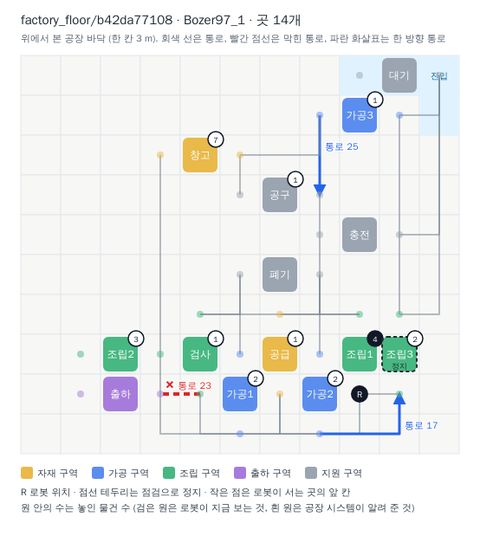 factory_floor/b42da77108 · Bozer97_1 · 곳 14개
위에서 본 공장 바닥 (한 칸 3 m). 회색 선은 통로, 빨간 점선은 막힌 통로, 파란 화살표는 한 방향 통로
대기
전립
1
가공3
7
통로 25
창고
1
공구
충전
폐기
3
1
1
4
2
조립2
검사
공급
조립1
조립3
정지
✕ 통로 23
2
2
출하
가공1
가공2
R
통로 17
자재 구역
가공 구역
조립 구역
출하 구역
지원 구역
R 로봇 위치 · 점선 테두리는 점검으로 정지 · 작은 점은 로봇이 서는 곳의 앞 칸
원 안의 수는 놓인 물건 수 (검은 원은 로봇이 지금 보는 것, 흰 원은 공장 시스템이 알려 준 것)